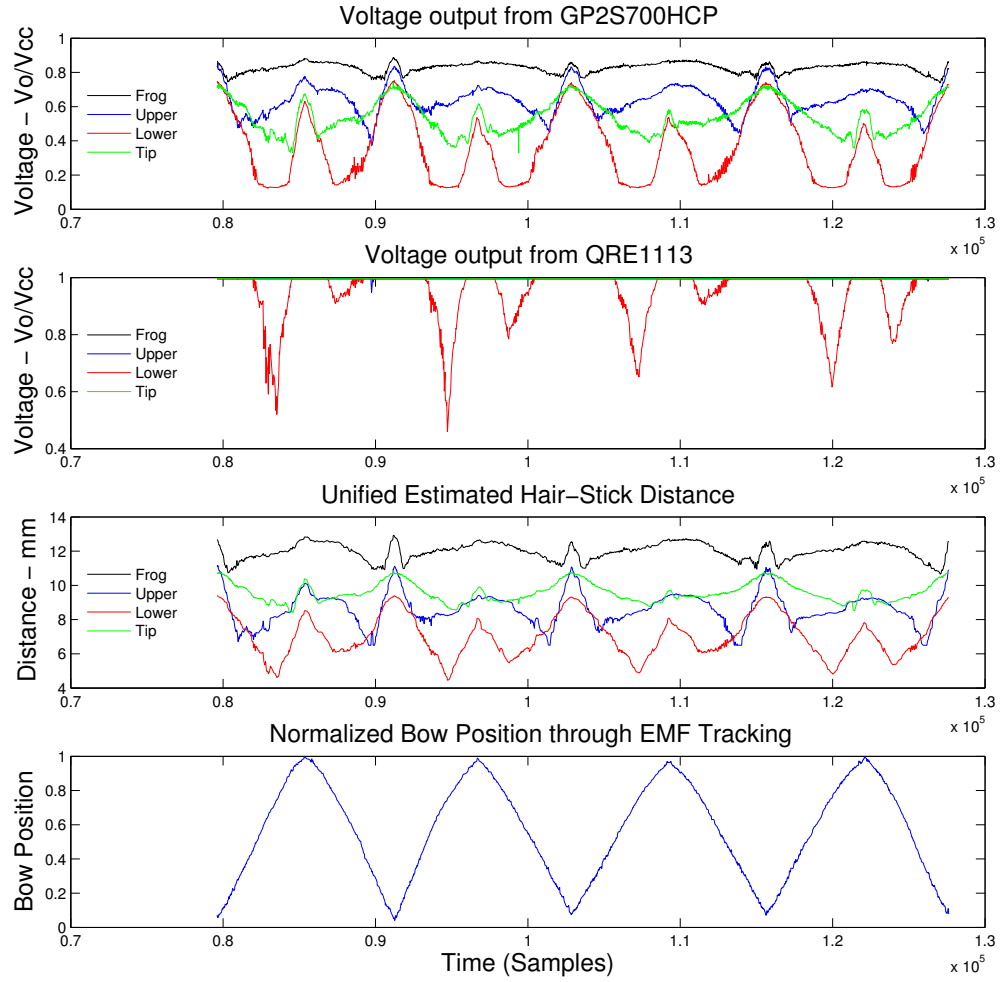 Voltage output from GP2S700HCP
Voltage − Vo/Vcc
1
0.8
0.6
0.4
0.2
0
Frog
Upper
Lower
Tip
0.7 0.8 0.9 1 1.1 1.2 1.3
x 10^5
Voltage output from QRE1113
Voltage − Vo/Vcc
1
0.8
0.6
0.4
Frog
Upper
Lower
Tip
0.7 0.8 0.9 1 1.1 1.2 1.3
x 10^5
Unified Estimated Hair−Stick Distance
Distance − mm
14
12
10
8
6
4
Frog
Upper
Lower
Tip
0.7 0.8 0.9 1 1.1 1.2 1.3
x 10^5
Normalized Bow Position through EMF Tracking
Bow Position
1
0.8
0.6
0.4
0.2
0
0.7 0.8 0.9 1 1.1 1.2 1.3
x 10^5
Time (Samples)